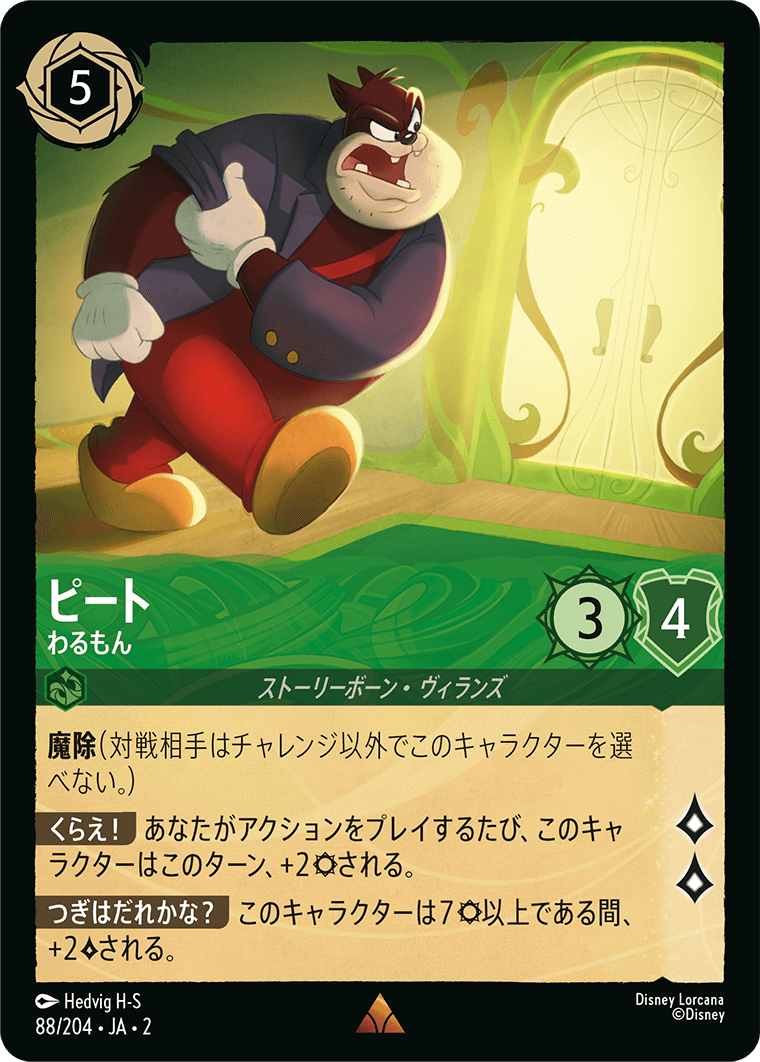 5
ピート
わるもん
3
4
ストーリーボーン・ヴィランズ
魔除(対戦相手はチャレンジ以外でこのキャラクターを選
べない。)
くらえ! あなたがアクションをプレイするたび、このキャ
ラクターはこのターン、+2される。
つぎはだれかな? このキャラクターは7以上である間、
+2される。
Hedvig H-S
88/204・JA・2
Disney Lorcana
©Disney